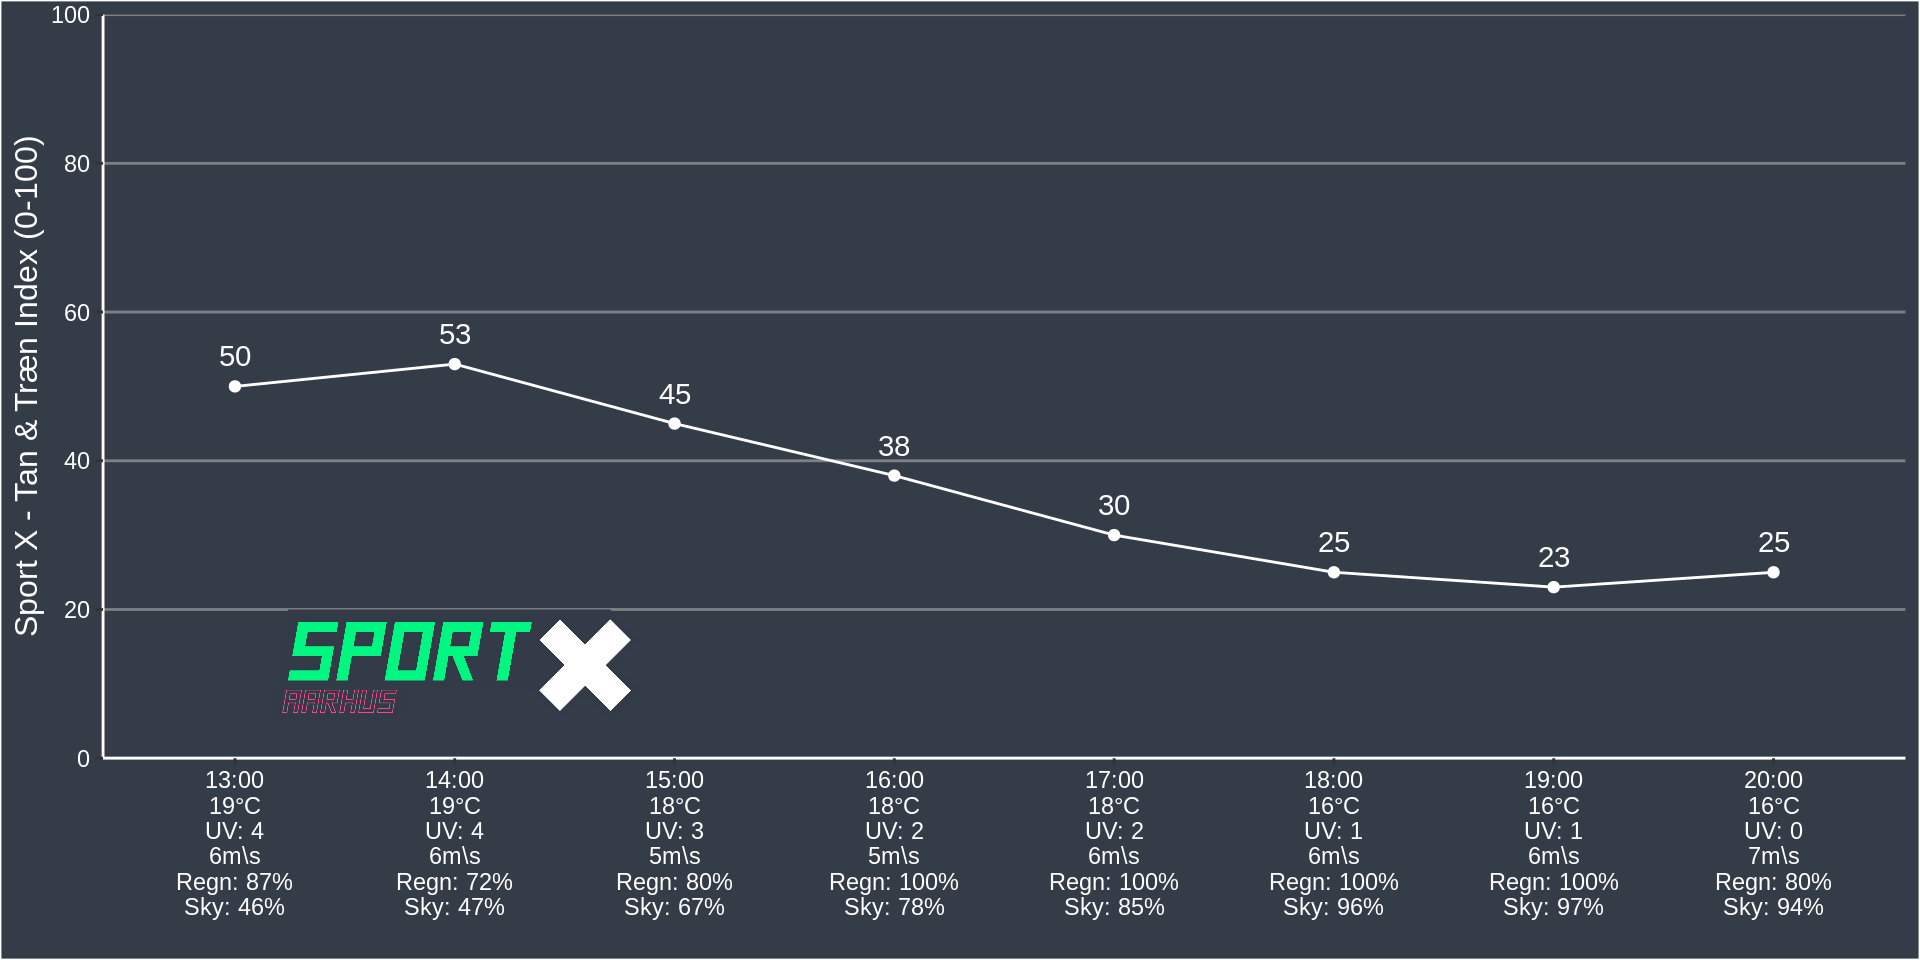 Sport X - Tan & Træn Index (0-100)
100
80
60
40
20
0
50
53
45
38
30
25
23
25
SPORT X
AARHUS
13:00 14:00 15:00 16:00 17:00 18:00 19:00 20:00
19°C 19°C 18°C 18°C 18°C 16°C 16°C 16°C
UV: 4 UV: 4 UV: 3 UV: 2 UV: 2 UV: 1 UV: 1 UV: 0
6m\s 6m\s 5m\s 5m\s 6m\s 6m\s 6m\s 7m\s
Regn: 87% Regn: 72% Regn: 80% Regn: 100% Regn: 100% Regn: 100% Regn: 100% Regn: 80%
Sky: 46% Sky: 47% Sky: 67% Sky: 78% Sky: 85% Sky: 96% Sky: 97% Sky: 94%